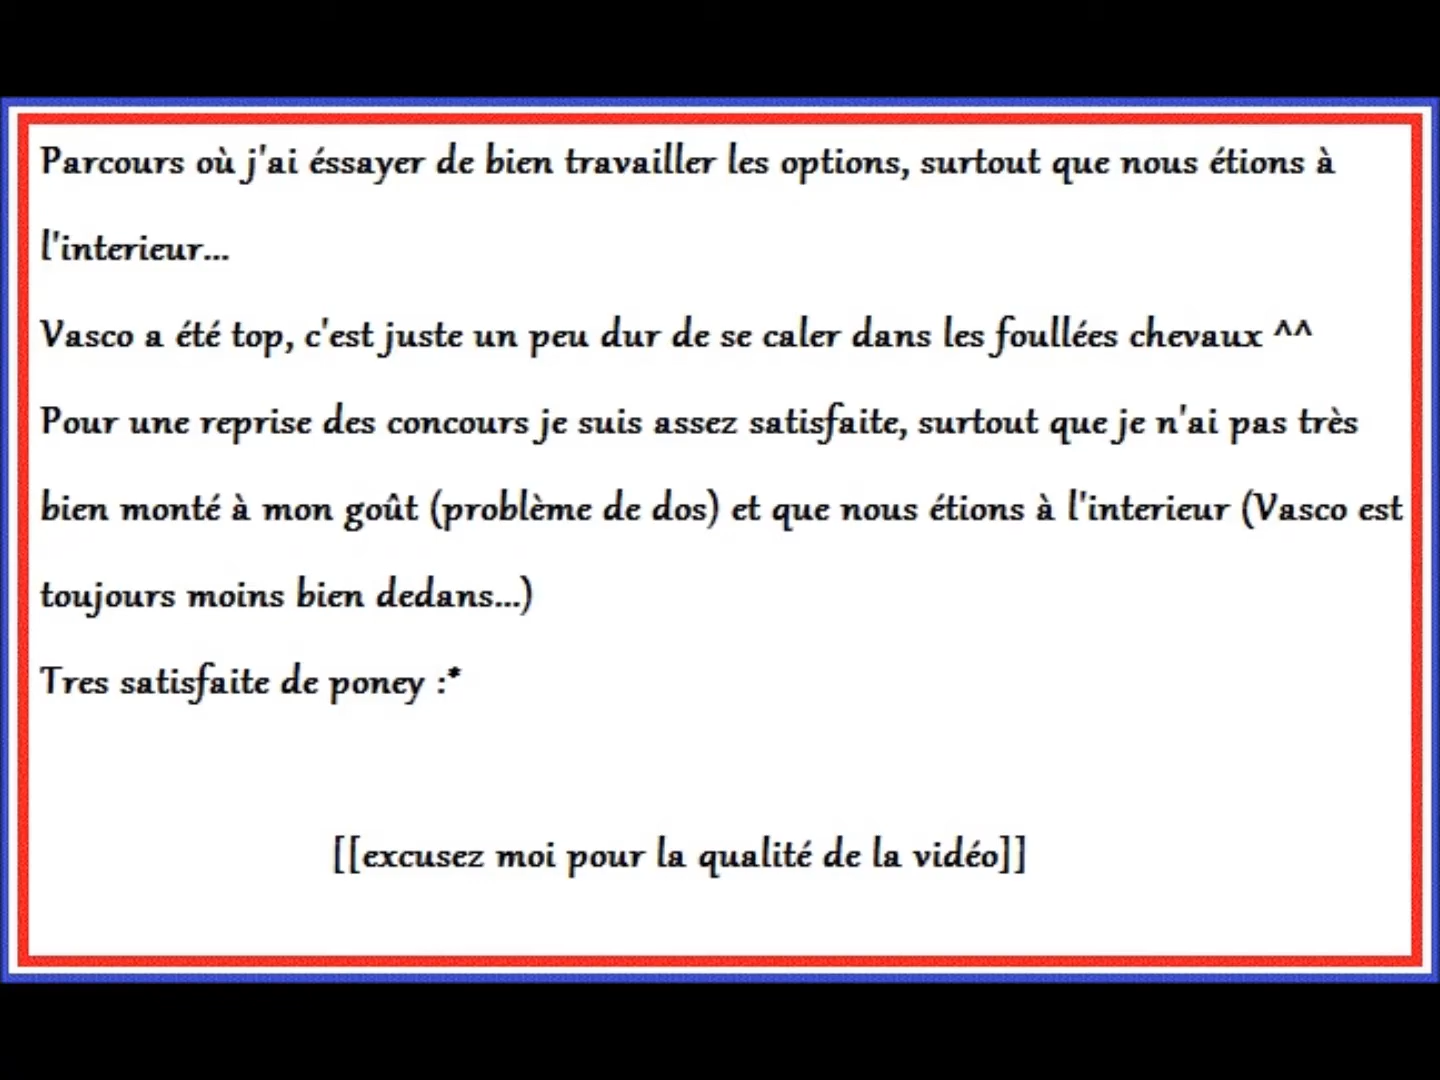 Parcours où j'ai éssayer de bien travailler les options, surtout que nous étions à
l'interieur...
Vasco a été top, c'est juste un peu dur de se caler dans les foullées chevaux ^^
Pour une reprise des concours je suis assez satisfaite, surtout que je n'ai pas très
bien monté à mon goût (problème de dos) et que nous étions à l'interieur (Vasco est
toujours moins bien dedans...)
Tres satisfaite de poney :*
[[excusez moi pour la qualité de la vidéo]]